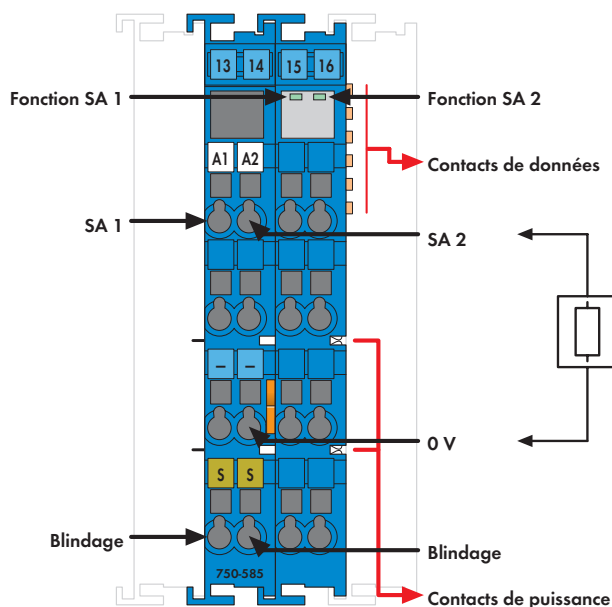 13 14 15 16
Fonction SA 1
Fonction SA 2
A1 A2
Contacts de données
SA 1
SA 2
– –
0 V
S S
Blindage
Blindage
750-585
Contacts de puissance